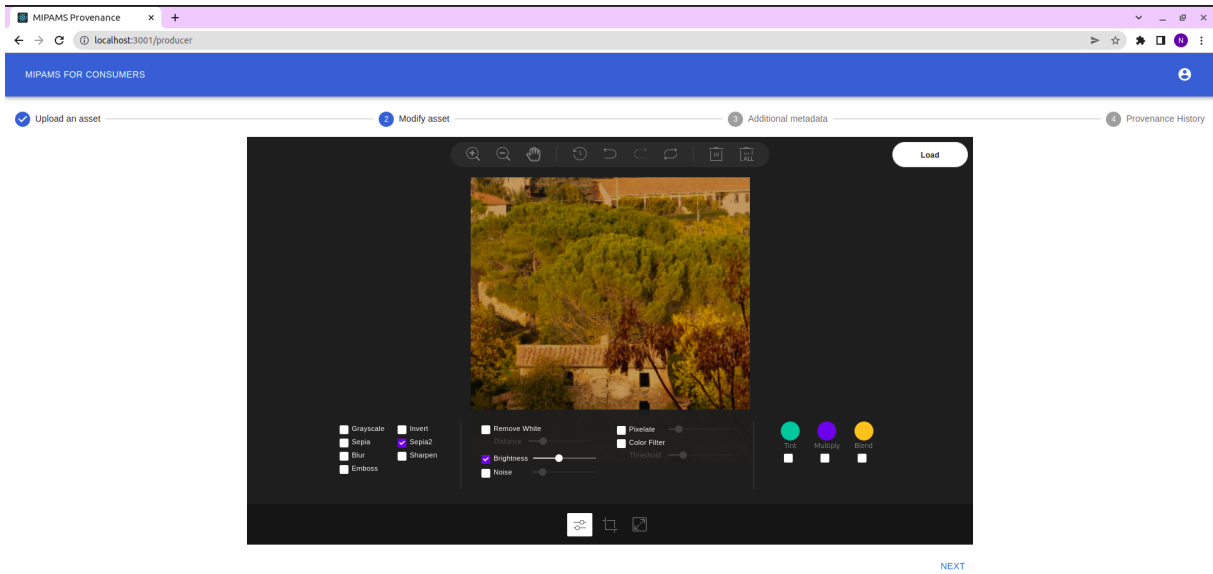 MIPAMS Provenance
localhost:3001/producer
N
MIPAMS FOR CONSUMERS
Upload an asset
2 Modify asset
3 Additional metadata
4 Provenance History
ALL
Load
Grayscale Invert
Sepia Sepia2
Blur Sharpen
Emboss
Remove White
Distance
Brightness
Noise
Pixelate
Color Filter
Threshold
Tint Multiply Blend
NEXT